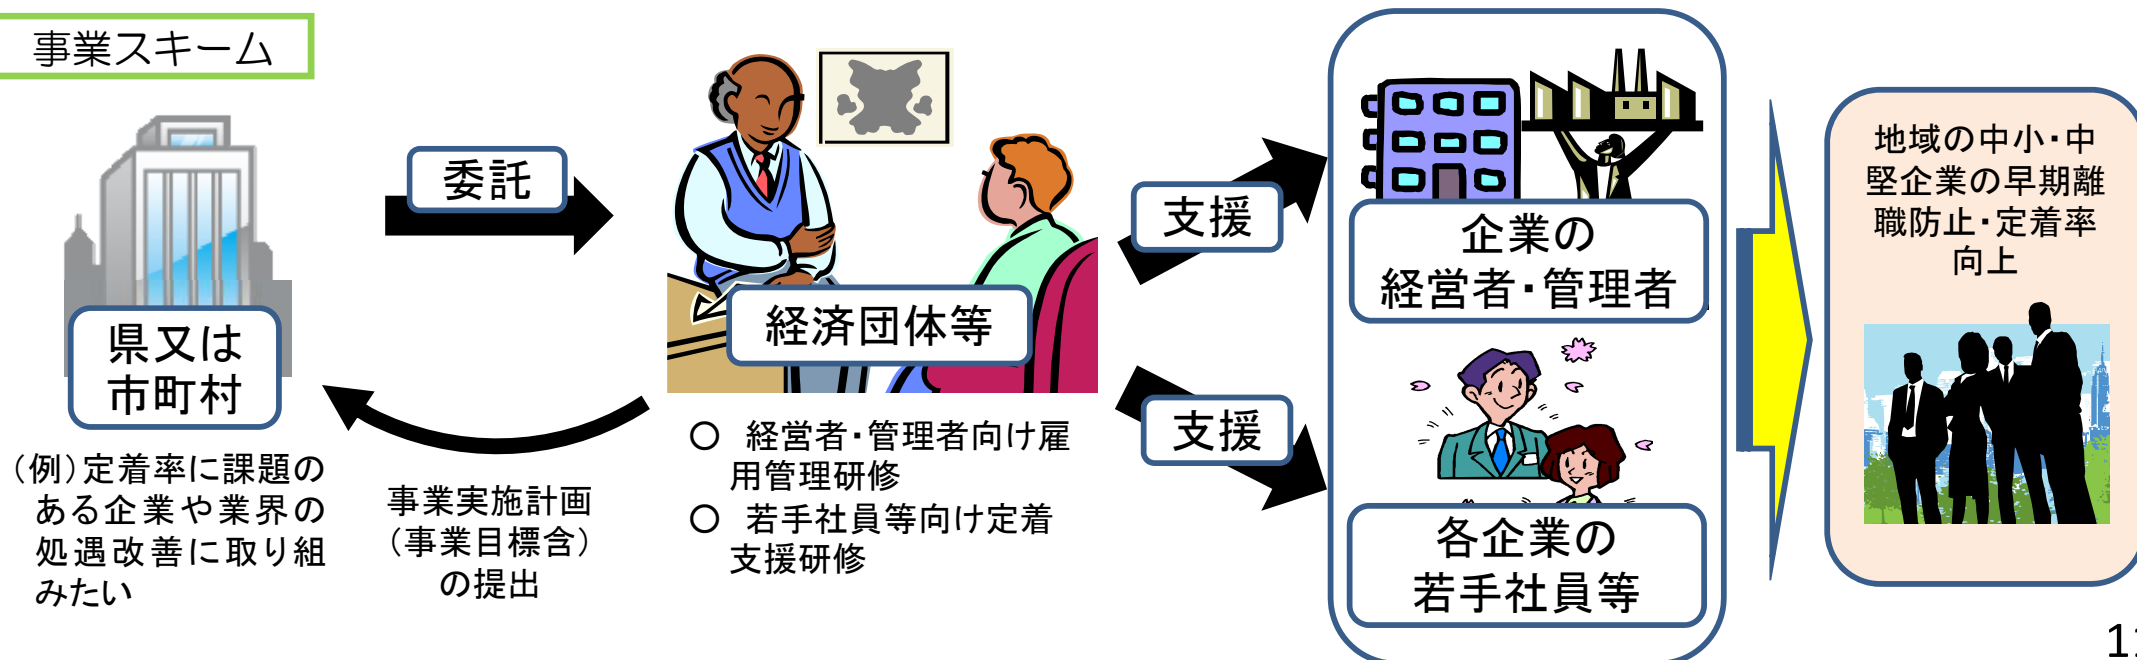 事業スキーム
県又は
市町村
（例）定着率に課題の
ある企業や業界の
処遇改善に取り組
みたい
委託
事業実施計画
（事業目標含）
の提出
経済団体等
○　経営者・管理者向け雇
用管理研修
○　若手社員等向け定着
支援研修
支援
支援
企業の
経営者・管理者
各企業の
若手社員等
地域の中小・中
堅企業の早期離
職防止・定着率
向上